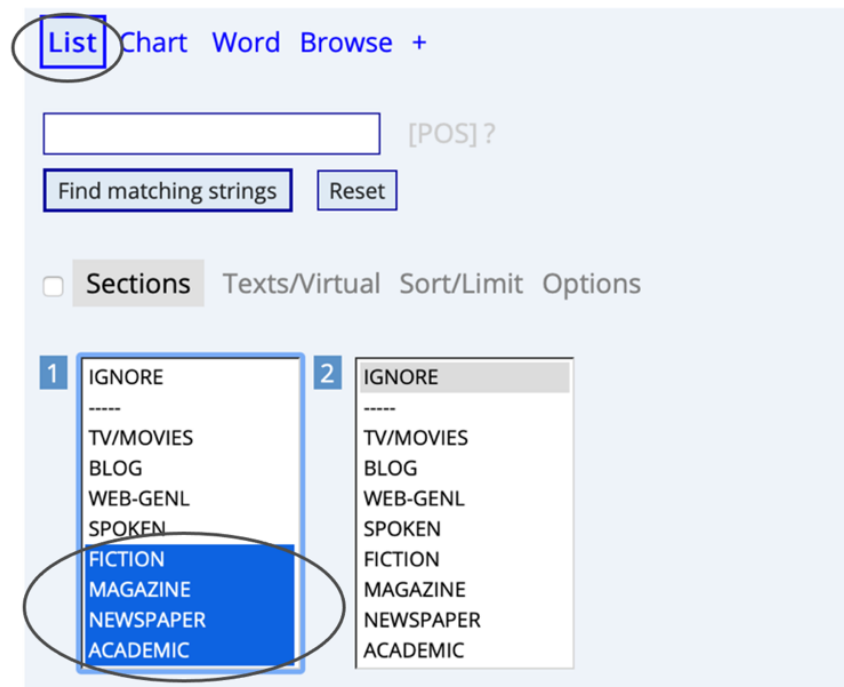 List Chart Word Browse +
[POS] ?
Find matching strings Reset
Sections Texts/Virtual Sort/Limit Options
1
IGNORE
-----
TV/MOVIES
BLOG
WEB-GENL
SPOKEN
FICTION
MAGAZINE
NEWSPAPER
ACADEMIC
2
IGNORE
-----
TV/MOVIES
BLOG
WEB-GENL
SPOKEN
FICTION
MAGAZINE
NEWSPAPER
ACADEMIC